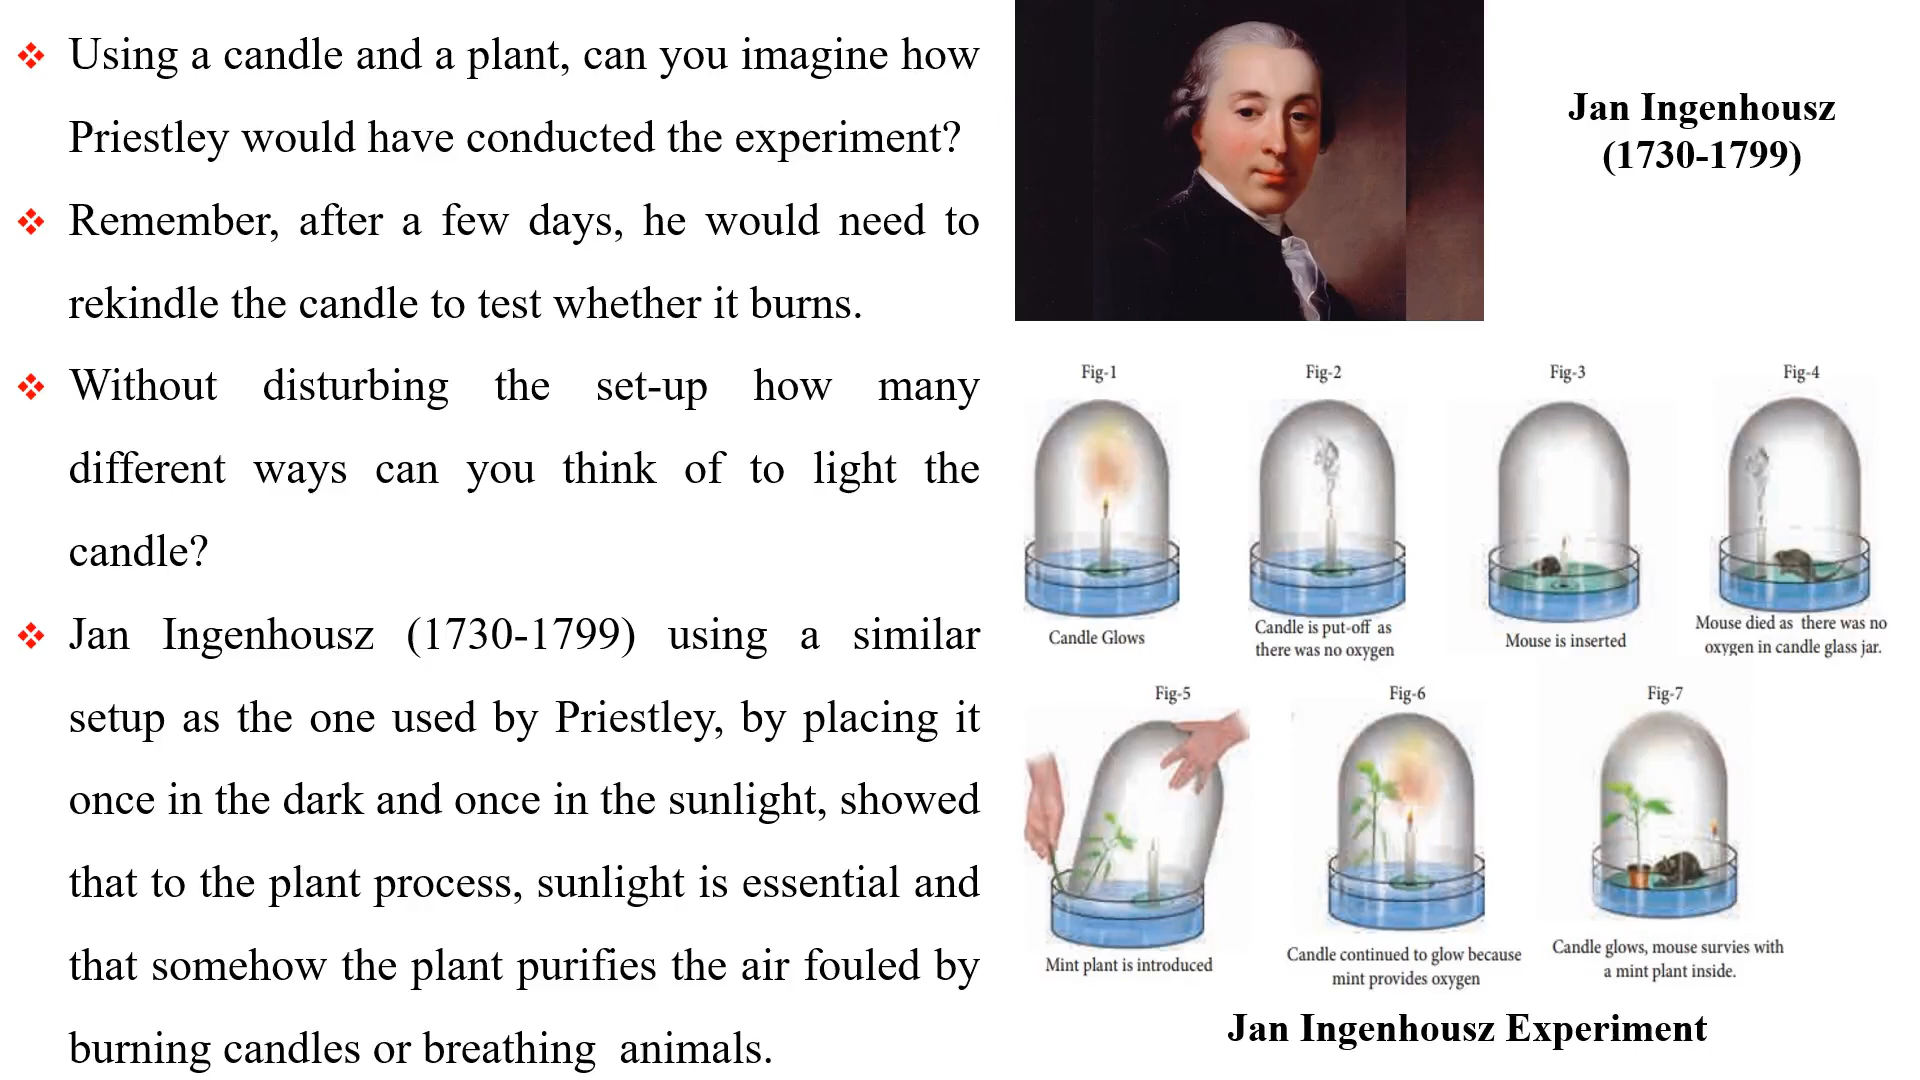 ❖ Using a candle and a plant, can you imagine how
Priestley would have conducted the experiment?
❖ Remember, after a few days, he would need to
rekindle the candle to test whether it burns.
❖ Without disturbing the set-up how many
different ways can you think of to light the
candle?
❖ Jan Ingenhousz (1730-1799) using a similar
setup as the one used by Priestley, by placing it
once in the dark and once in the sunlight, showed
that to the plant process, sunlight is essential and
that somehow the plant purifies the air fouled by
burning candles or breathing animals.
Jan Ingenhousz
(1730-1799)
Fig-1
Candle Glows
Fig-2
Candle is put-off as
there was no oxygen
Fig-3
Mouse is inserted
Fig-4
Mouse died as there was no
oxygen in candle glass jar.
Fig-5
Mint plant is introduced
Fig-6
Candle continued to glow because
mint provides oxygen
Fig-7
Candle glows, mouse survies with
a mint plant inside.
Jan Ingenhousz Experiment